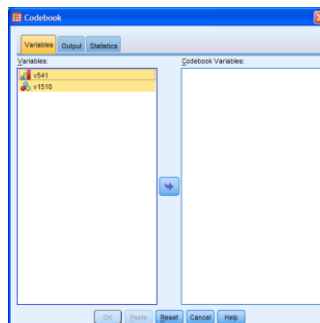 Codebook
Variables Output Statistics
Variables:
Codebook Variables:
v541
v1510
OK Paste Reset Cancel Help